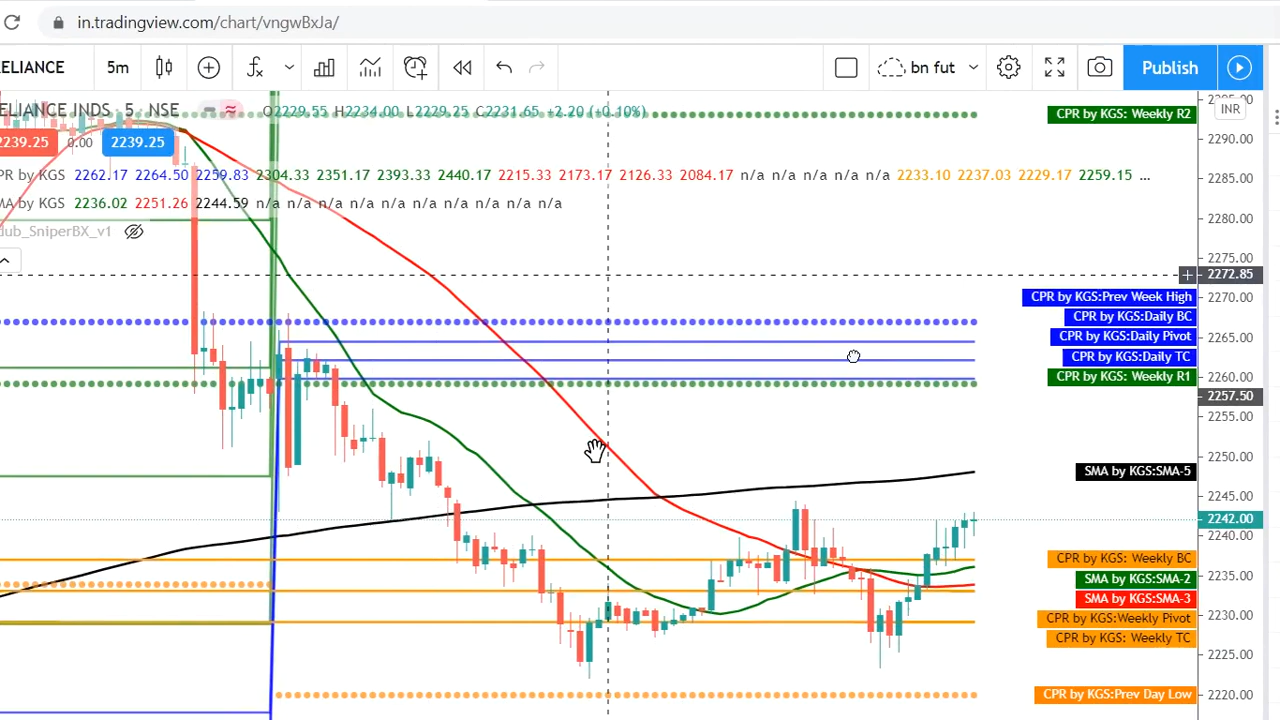 in.tradingview.com/chart/vngwBxJa/
ELIANCE 5m bn fut Publish
ELIANCE INDS · 5 · NSE O2229.55 H2234.00 L2229.25 C2231.65 +2.20 (+0.10%)
2239.25 0.00 2239.25
PR by KGS 2262.17 2264.50 2259.83 2304.33 2351.17 2393.33 2440.17 2215.33 2173.17 2126.33 2084.17 n/a n/a n/a n/a n/a 2233.10 2237.03 2229.17 2259.15 ...
MA by KGS 2236.02 2251.26 2244.59 n/a n/a n/a n/a n/a n/a n/a n/a n/a n/a
dub_SniperBX_v1
INR
CPR by KGS: Weekly R2
2290.00
2285.00
2280.00
2275.00
2272.85
CPR by KGS:Prev Week High 2270.00
CPR by KGS:Daily BC
CPR by KGS:Daily Pivot 2265.00
CPR by KGS:Daily TC
CPR by KGS: Weekly R1 2260.00
2257.50
2255.00
2250.00
SMA by KGS:SMA-5
2245.00
2242.00
2240.00
CPR by KGS: Weekly BC
SMA by KGS:SMA-2 2235.00
SMA by KGS:SMA-3
CPR by KGS:Weekly Pivot 2230.00
CPR by KGS: Weekly TC
2225.00
CPR by KGS:Prev Day Low 2220.00